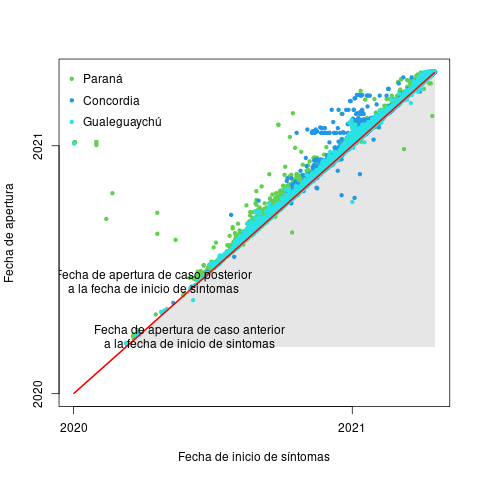 Paraná
Concordia
Gualeguaychú
2021
Fecha de apertura
Fecha de apertura de caso posterior
a la fecha de inicio de síntomas
Fecha de apertura de caso anterior
a la fecha de inicio de sintomas
2020
2020
2021
Fecha de inicio de síntomas